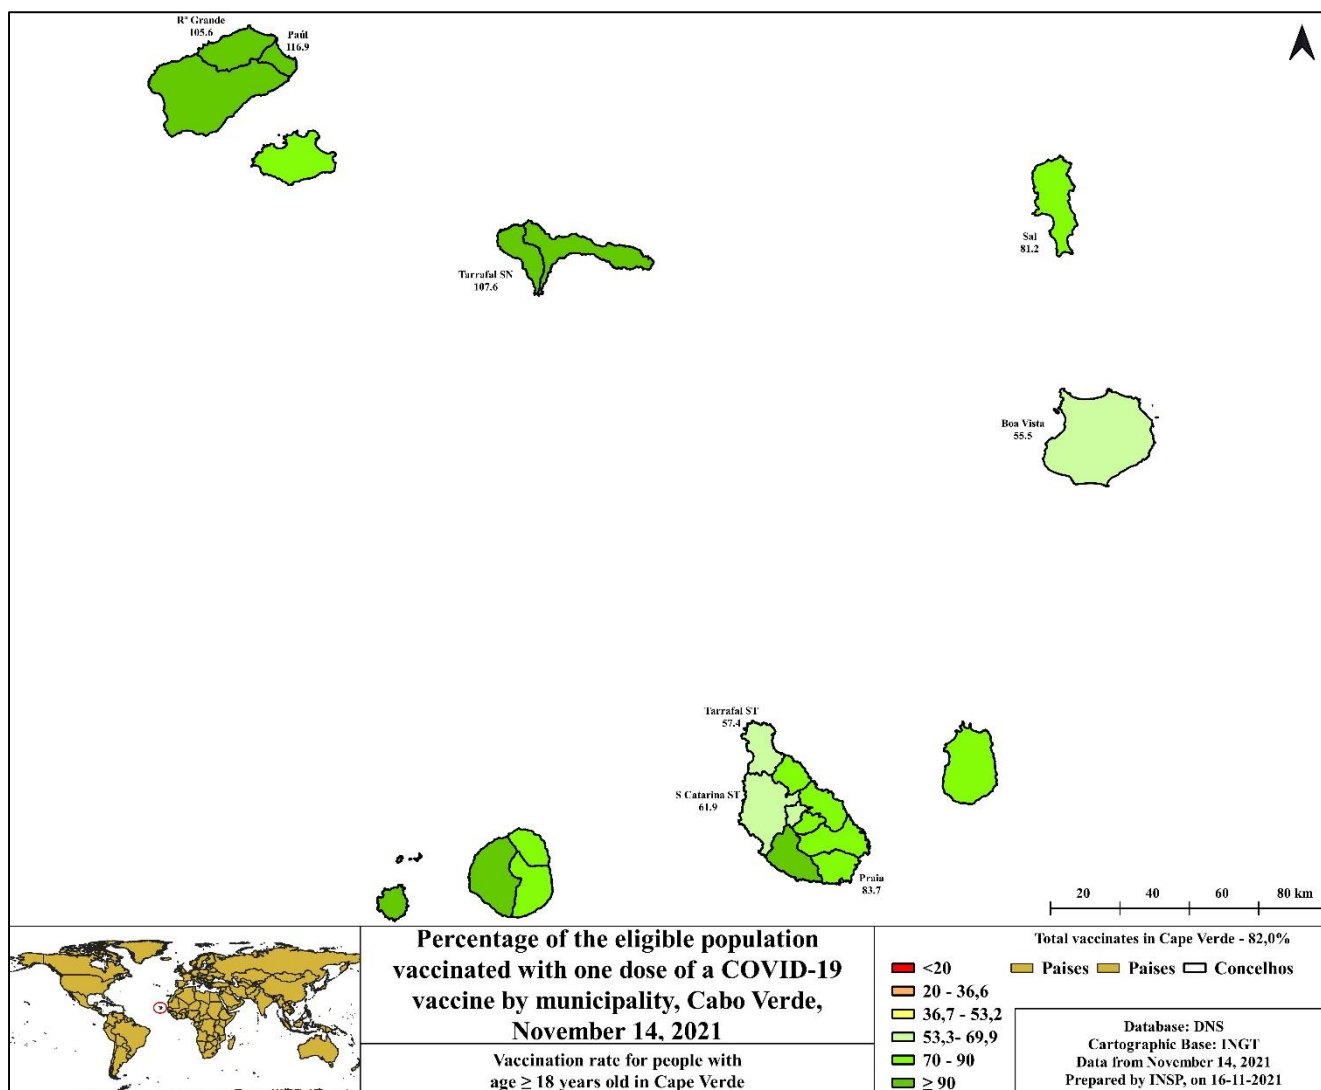 Rª Grande
105.6
Paúl
116.9
Sal
81.2
Tarrafal SN
107.6
Boa Vista
55.5
Tarrafal ST
57.4
S Catarina ST
61.9
Praia
83.7
20 40 60 80 km
Percentage of the eligible population
vaccinated with one dose of a COVID-19
vaccine by municipality, Cabo Verde,
November 14, 2021
Vaccination rate for people with
age ≥ 18 years old in Cape Verde
<20
20 - 36,6
36,7 - 53,2
53,3- 69,9
70 - 90
≥ 90
Total vaccinates in Cape Verde - 82,0%
Paises Paises Concelhos
Database: DNS
Cartographic Base: INGT
Data from November 14, 2021
Prepared by INSP, on 16-11-2021